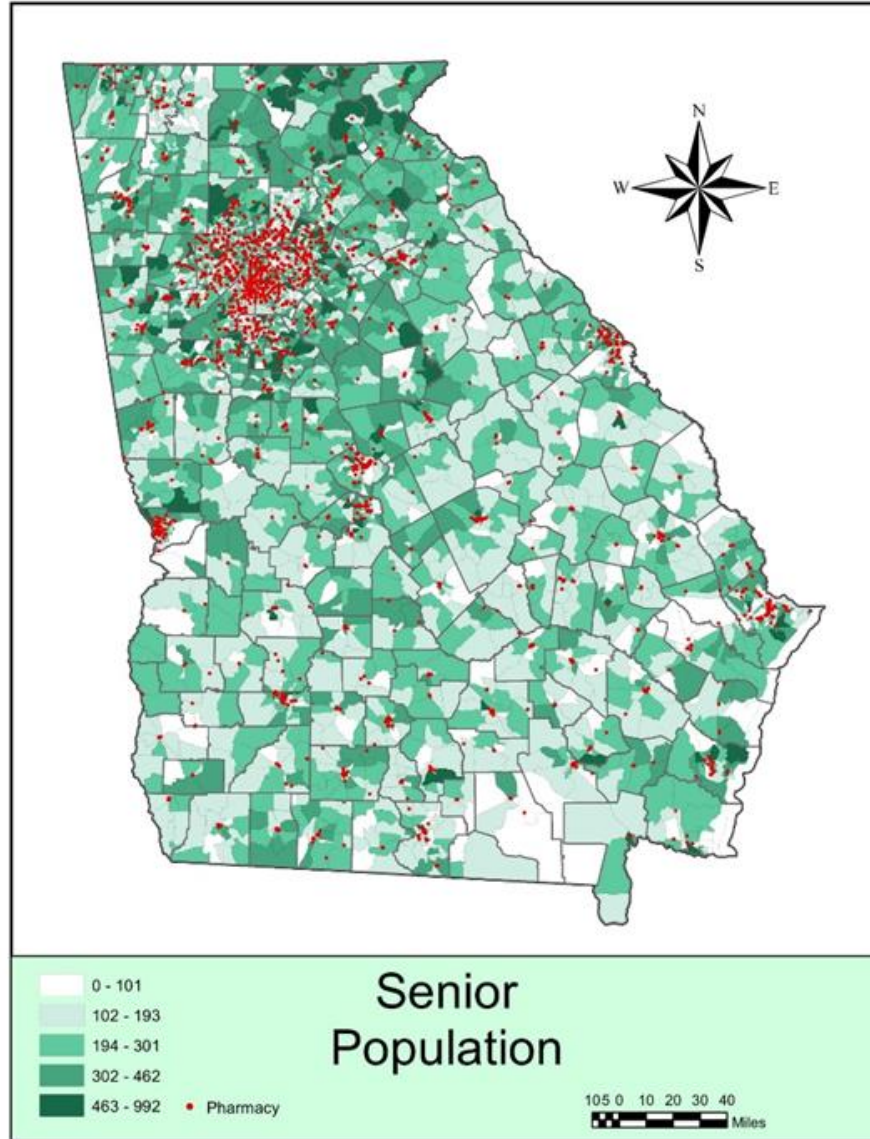 N
W E
S
Senior
Population
0 - 101
102 - 193
194 - 301
302 - 462
463 - 992
Pharmacy
105 0 10 20 30 40
Miles